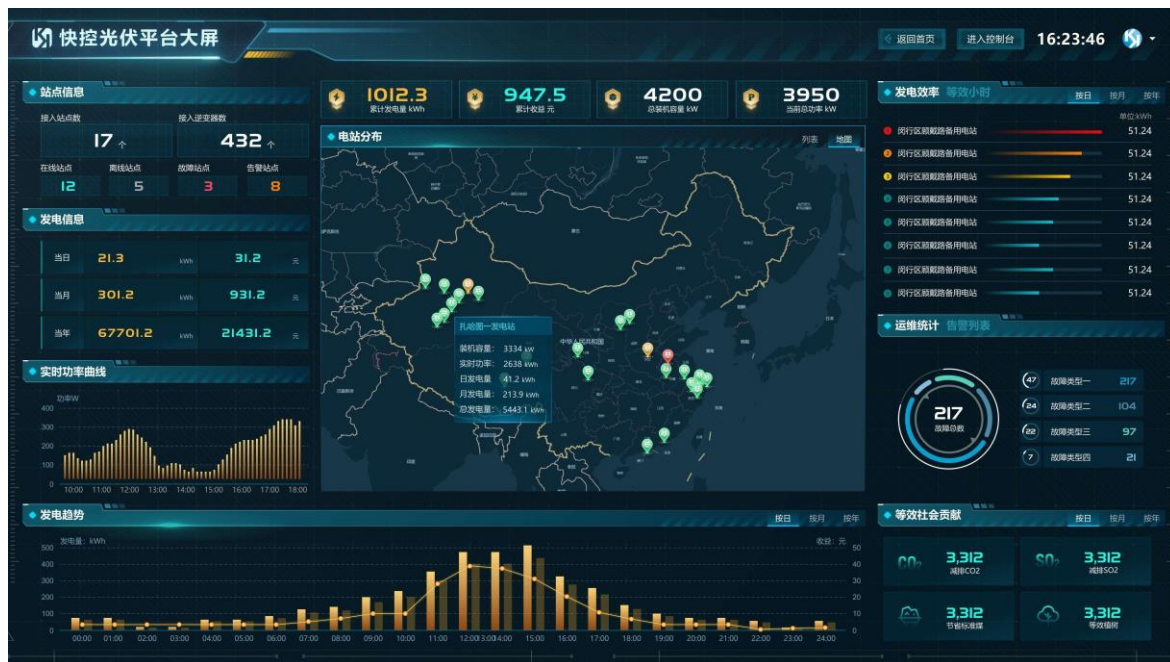 快控光伏平台大屏
返回首页
进入控制台
16:23:46
站点信息
接入站点数
17 个
接入逆变器数
432 个
在线站点
12
离线站点
5
故障站点
3
告警站点
8
发电信息
当日 21.3 kWh 31.2 元
当月 301.2 kWh 931.2 元
当年 67701.2 kWh 21431.2 元
实时功率曲线
功率W
400
300
200
100
0
10:00 11:00 12:00 13:00 14:00 15:00 16:00 17:00 18:00
1012.3
累计发电量 kWh
947.5
累计收益 元
4200
总装机容量 kW
3950
当前总功率 kW
电站分布
列表
地图
蒙古
中华人民共和国
印度
扎哈图一发电站
装机容量: 3334 kW
实时功率: 2638 kWh
日发电量 41.2 kWh
月发电量: 213.9 kWh
总发电量: 5443.1 kWh
发电效率 等效小时
按日 按月 按年
单位:kWh
1 闵行区顾戴路备用电站 51.24
2 闵行区顾戴路备用电站 51.24
3 闵行区顾戴路备用电站 51.24
闵行区顾戴路备用电站 51.24
闵行区顾戴路备用电站 51.24
闵行区顾戴路备用电站 51.24
闵行区顾戴路备用电站 51.24
闵行区顾戴路备用电站 51.24
运维统计 告警列表
217
故障总数
47 故障类型一 217
24 故障类型二 104
22 故障类型三 97
7 故障类型四 21
发电趋势
按日 按月 按年
发电量: kWh
收益: 元
500
400
300
200
100
0
50
40
30
20
10
0
00:00 01:00 02:00 03:00 04:00 05:00 06:00 07:00 08:00 09:00 10:00 11:00 12:00 13:00 14:00 15:00 16:00 17:00 18:00 19:00 20:00 21:00 22:00 23:00 24:00
等效社会贡献
按日 按月 按年
CO2
3,312
减排CO2
SO2
3,312
减排SO2
3,312
节省标准煤
3,312
等效植树